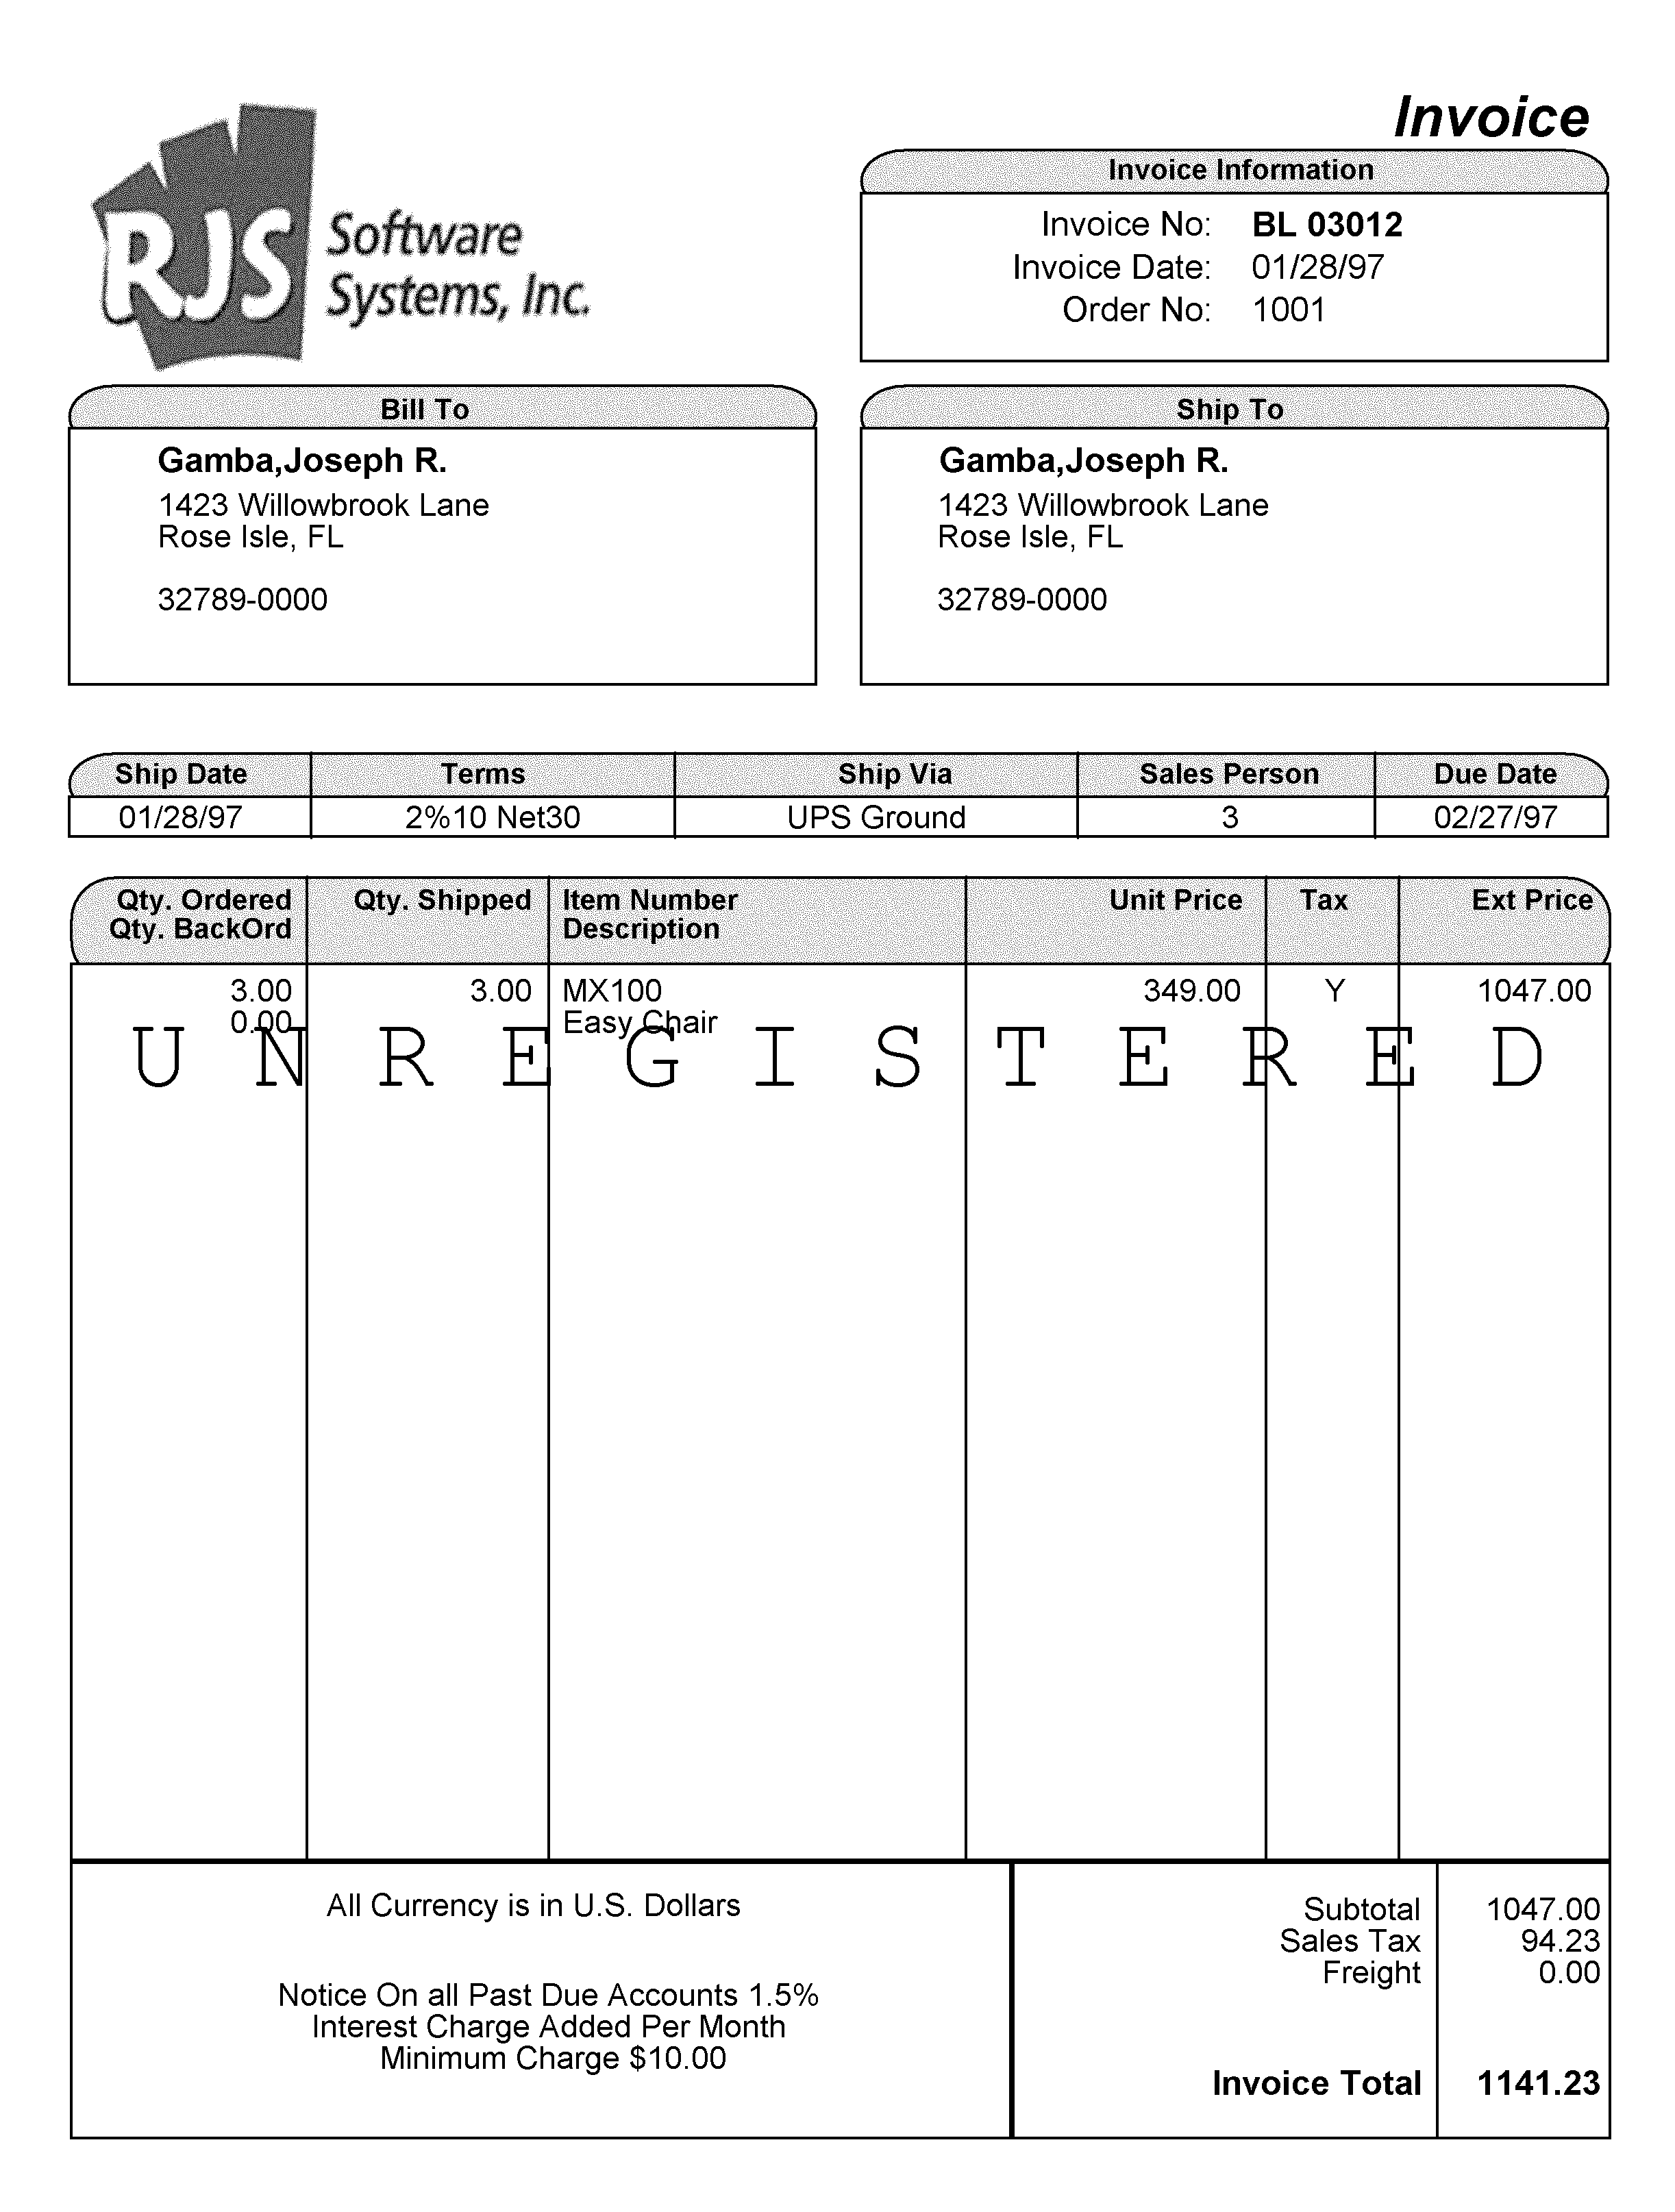 Invoice
RJS Software
Systems, Inc.
Invoice Information
Invoice No: BL 03012
Invoice Date: 01/28/97
Order No: 1001
Bill To
Gamba,Joseph R.
1423 Willowbrook Lane
Rose Isle, FL
32789-0000
Ship To
Gamba,Joseph R.
1423 Willowbrook Lane
Rose Isle, FL
32789-0000
Ship Date Terms Ship Via Sales Person Due Date
01/28/97 2%10 Net30 UPS Ground 3 02/27/97
Qty. Ordered Qty. Shipped Item Number Unit Price Tax Ext Price
Qty. BackOrd Description
3.00 3.00 MX100 349.00 Y 1047.00
0.00 Easy Chair
U N R E G I S T E R E D
All Currency is in U.S. Dollars
Notice On all Past Due Accounts 1.5%
Interest Charge Added Per Month
Minimum Charge $10.00
Subtotal 1047.00
Sales Tax 94.23
Freight 0.00
Invoice Total 1141.23